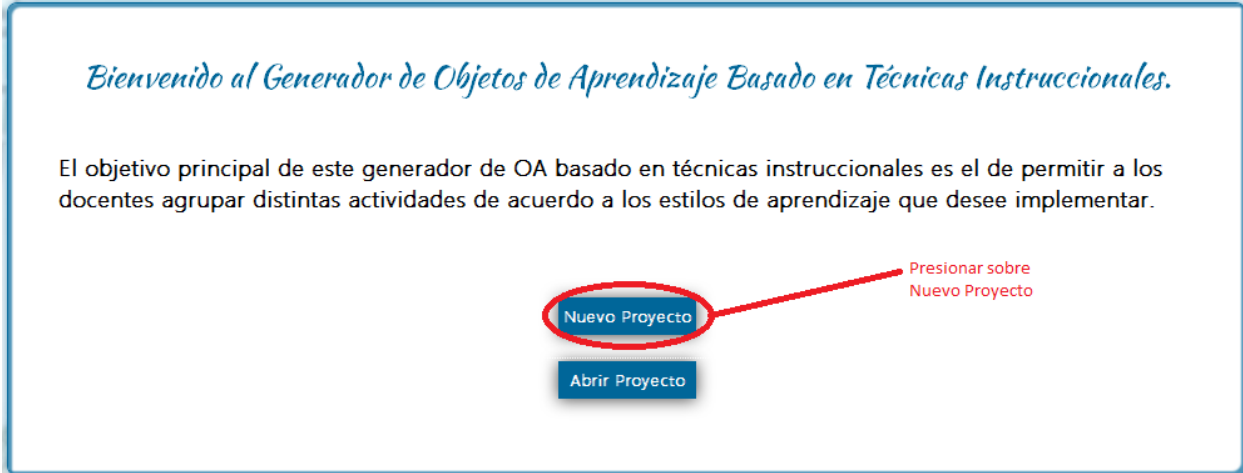 Bienvenido al Generador de Objetos de Aprendizaje Basado en Técnicas Instruccionales.
El objetivo principal de este generador de OA basado en técnicas instruccionales es el de permitir a los
docentes agrupar distintas actividades de acuerdo a los estilos de aprendizaje que desee implementar.
Presionar sobre
Nuevo Proyecto
Nuevo Proyecto
Abrir Proyecto